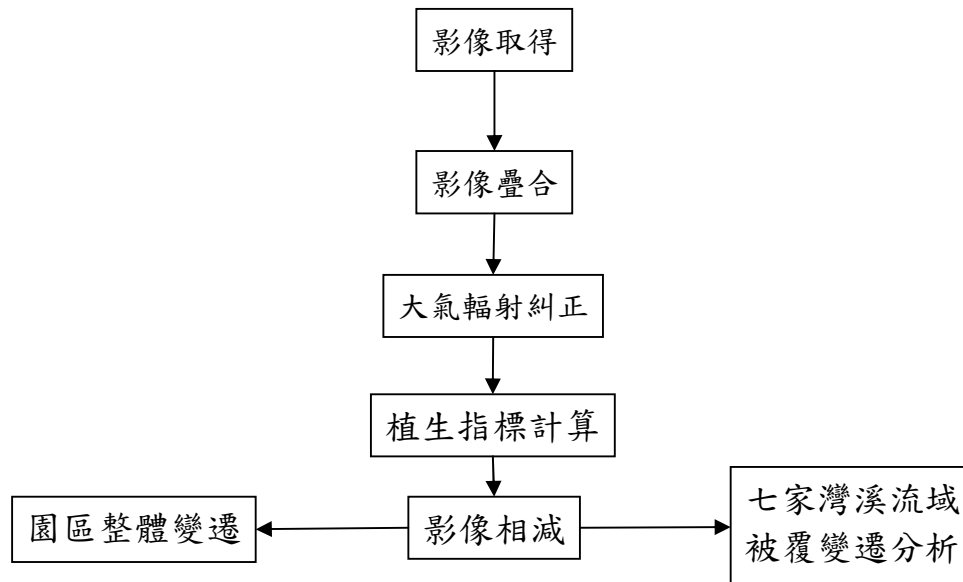 影像取得
影像疊合
大氣輻射糾正
植生指標計算
園區整體變遷
影像相減
七家灣溪流域
被覆變遷分析